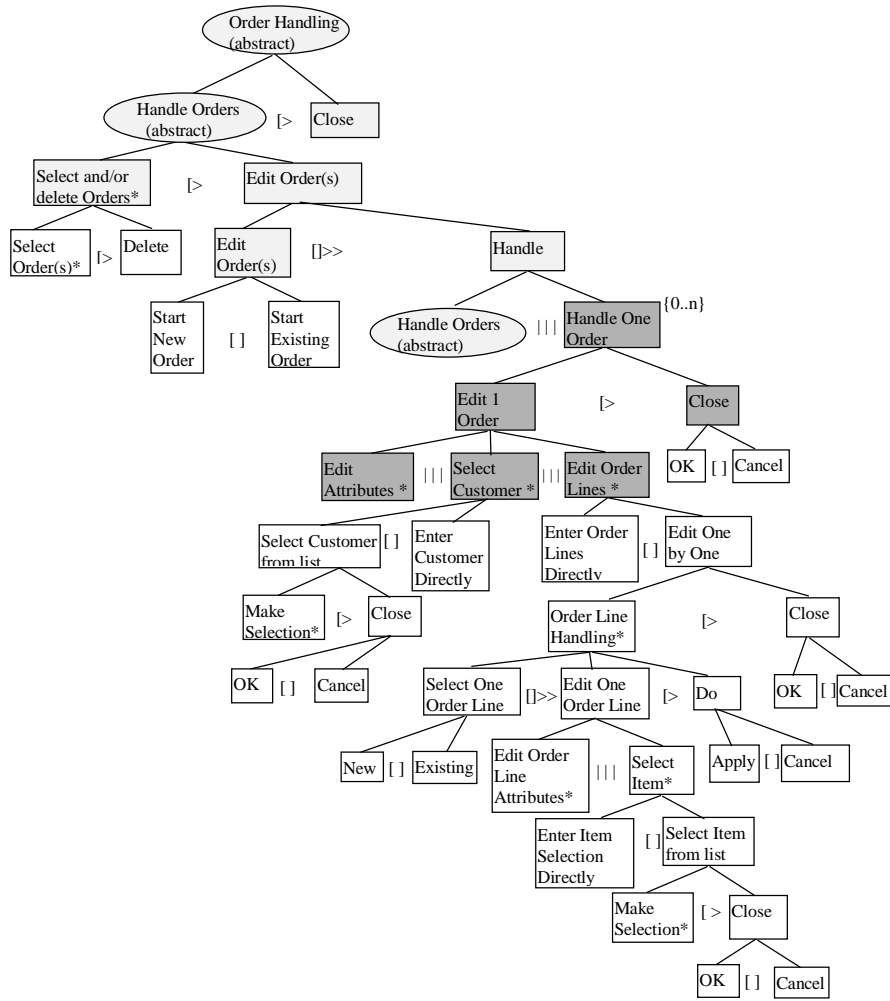 Order Handling
(abstract)
Handle Orders
(abstract)
[>
Close
Select and/or
delete Orders*
[>
Edit Order(s)
Select
Order(s)*
[>
Delete
Edit
Order(s)
[]>>
Handle
Start
New
Order
[ ]
Start
Existing
Order
Handle Orders
(abstract)
| | |
Handle One
Order
{0..n}
Edit 1
Order
[>
Close
OK
[ ]
Cancel
Edit
Attributes *
| | |
Select
Customer *
| | |
Edit Order
Lines *
Select Customer
from list
[ ]
Enter
Customer
Directly
Enter Order
Lines
Directly
[ ]
Edit One
by One
Make
Selection*
[>
Close
Order Line
Handling*
[>
Close
OK
[ ]
Cancel
Select One
Order Line
[]>>
Edit One
Order Line
[>
Do
OK
[ ]
Cancel
New
[ ]
Existing
Edit Order
Line
Attributes*
| | |
Select
Item*
Apply
[ ]
Cancel
Enter Item
Selection
Directly
[ ]
Select Item
from list
Make
Selection*
[ >
Close
OK
[ ]
Cancel